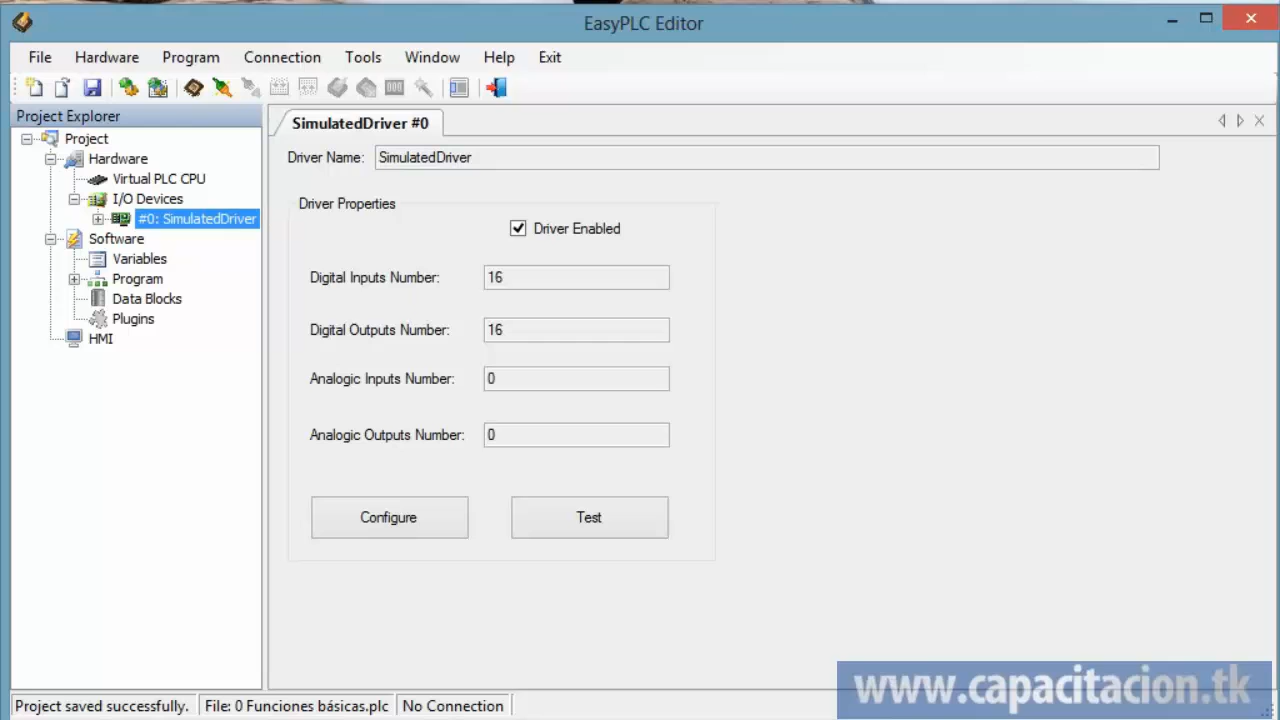 EasyPLC Editor
File Hardware Program Connection Tools Window Help Exit
Project Explorer
Project
Hardware
Virtual PLC CPU
I/O Devices
#0: SimulatedDriver
Software
Variables
Program
Data Blocks
Plugins
HMI
SimulatedDriver #0
Driver Name: SimulatedDriver
Driver Properties
Driver Enabled
Digital Inputs Number: 16
Digital Outputs Number: 16
Analogic Inputs Number: 0
Analogic Outputs Number: 0
Configure Test
www.capacitacion.tk
Project saved successfully. File: 0 Funciones básicas.plc No Connection